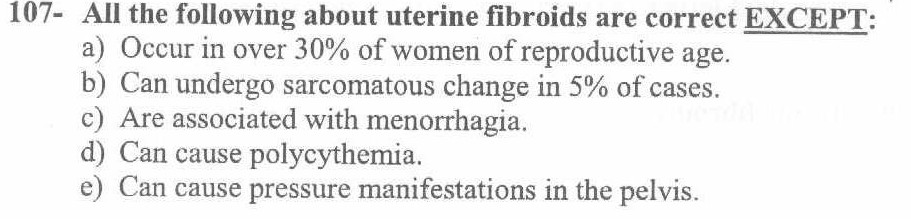 107- All the following about uterine fibroids are correct EXCEPT:
a) Occur in over 30% of women of reproductive age.
b) Can undergo sarcomatous change in 5% of cases.
c) Are associated with menorrhagia.
d) Can cause polycythemia.
e) Can cause pressure manifestations in the pelvis.